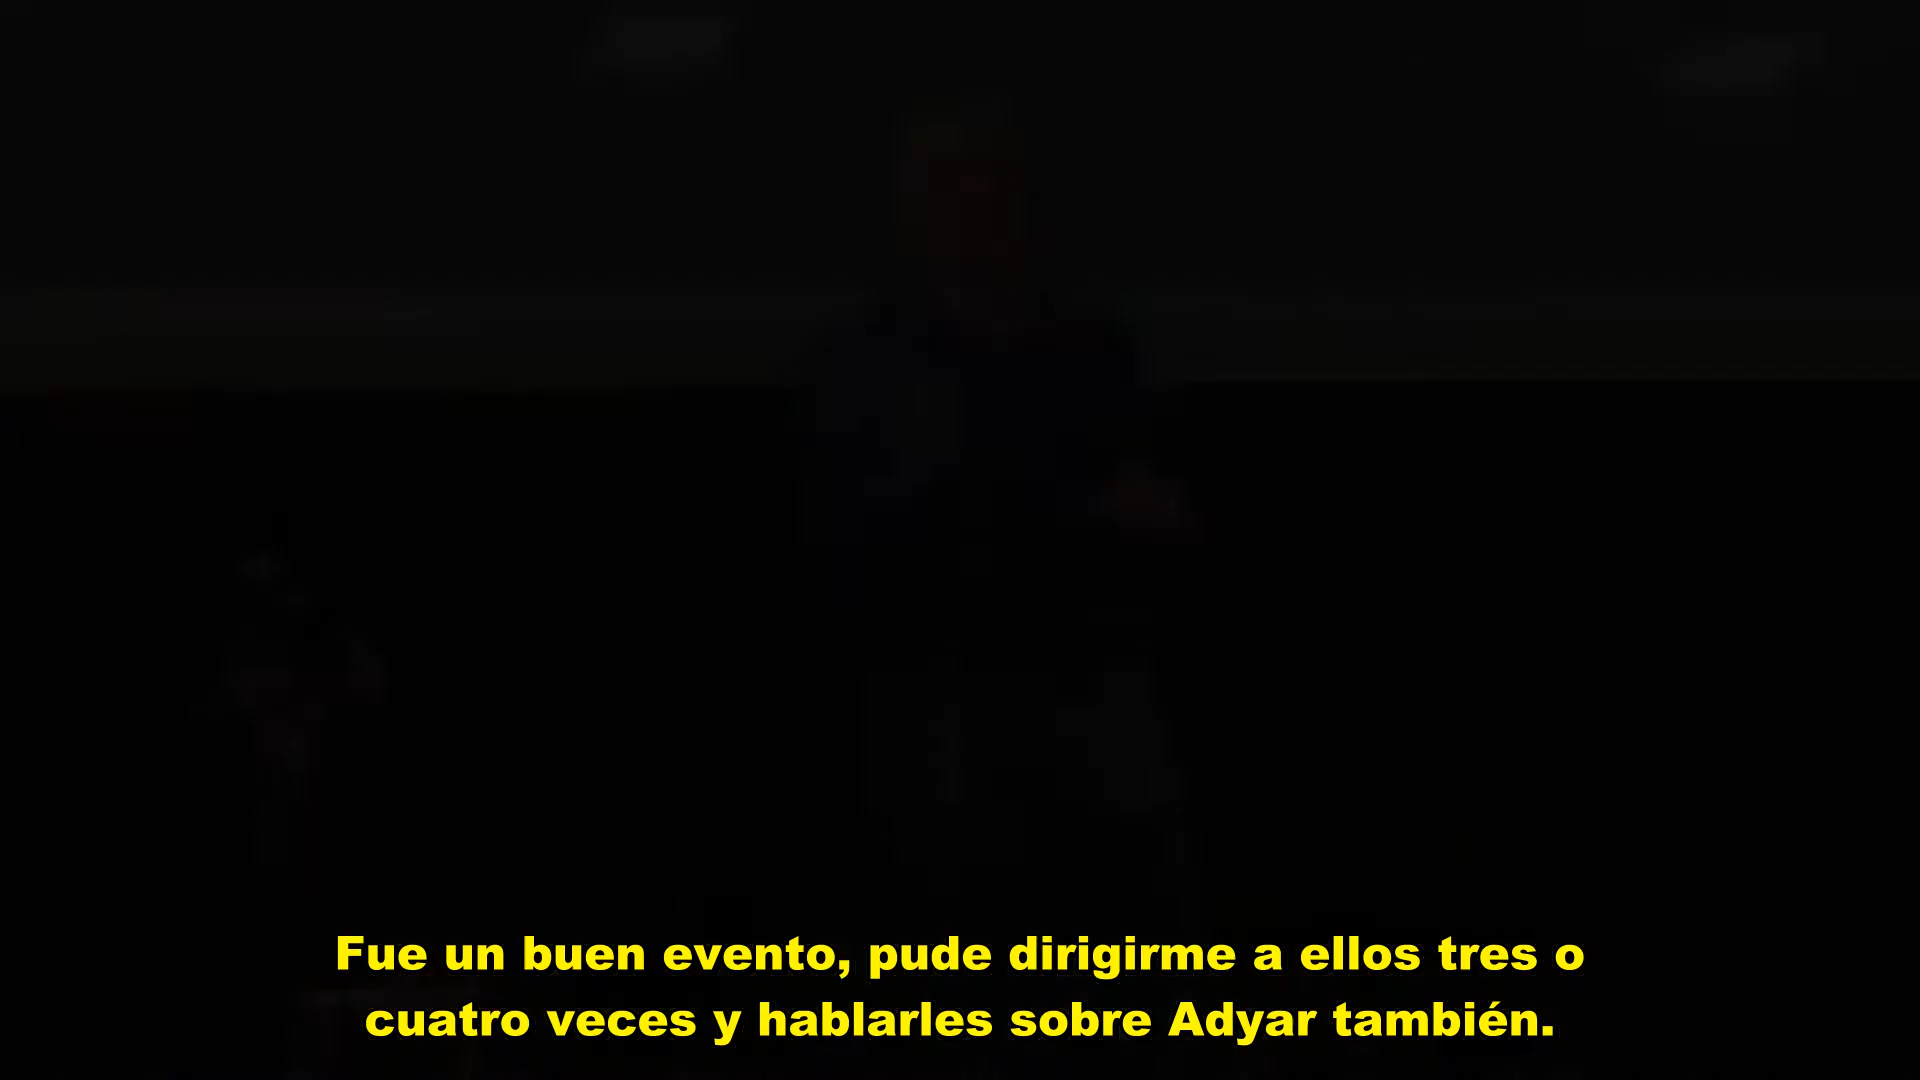 Fue un buen evento, pude dirigirme a ellos tres o
cuatro veces y hablarles sobre Adyar también.